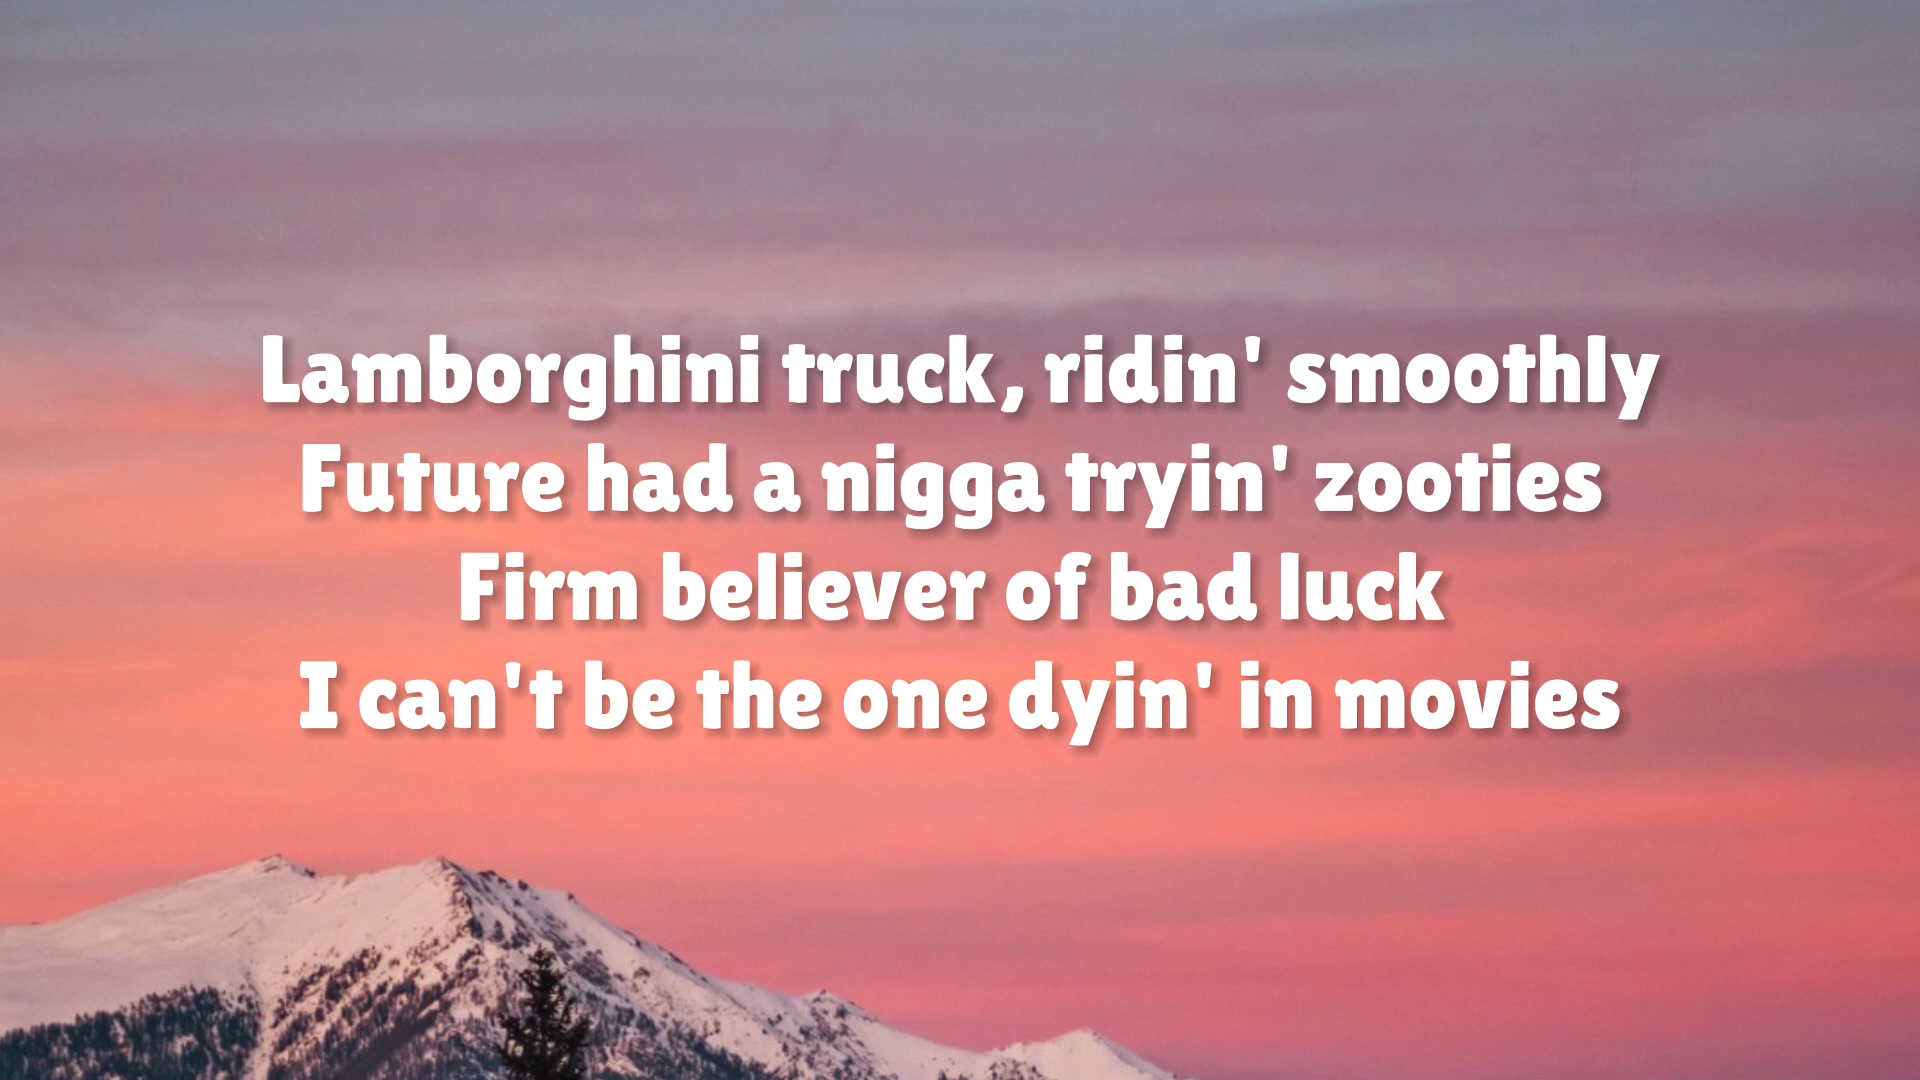 Lamborghini truck, ridin' smoothly
Future had a nigga tryin' zooties
Firm believer of bad luck
I can't be the one dyin' in movies